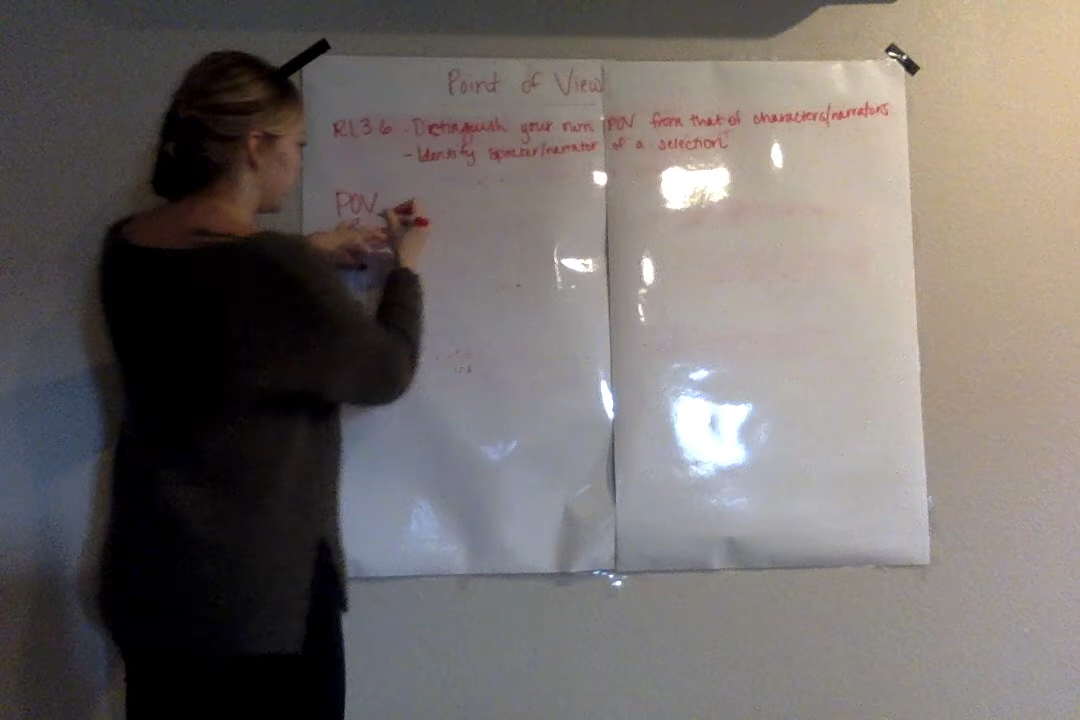 Point of View
RL3.6 - Distinguish your own POV from that of characters/narrators
- Identify speaker/narrator of a selection
POV